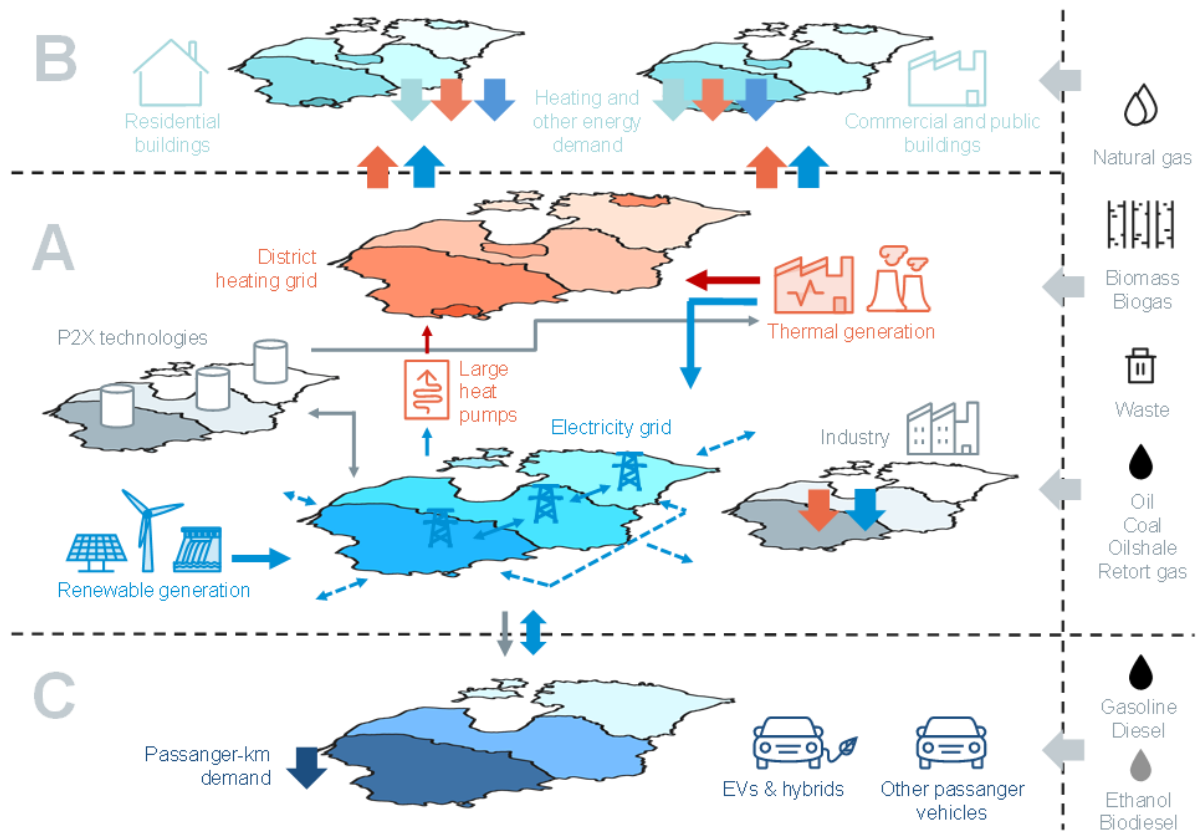 B
Residential
buildings
Heating and
other energy
demand
Commercial and public
buildings
Natural gas
A
District
heating grid
Thermal generation
Biomass
Biogas
P2X technologies
Large
heat
pumps
Waste
Electricity grid
Industry
Renewable generation
Oil
Coal
Oilshale
Retort gas
C
Passanger-km
demand
EVs & hybrids
Other passanger
vehicles
Gasoline
Diesel
Ethanol
Biodiesel